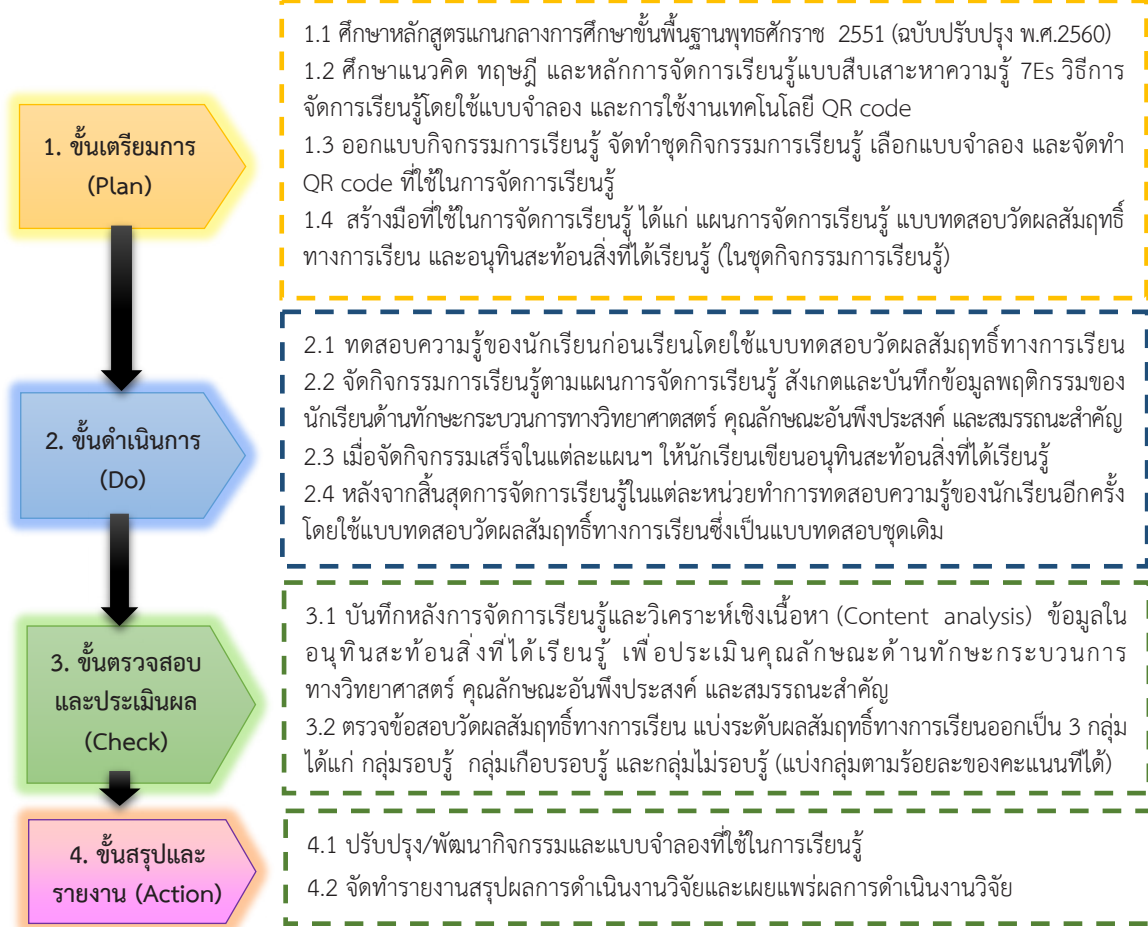 1. ขั้นเตรียมการ
(Plan)
1.1 ศึกษาหลักสูตรแกนกลางการศึกษาขั้นพื้นฐานพุทธศักราช 2551 (ฉบับปรับปรุง พ.ศ.2560)
1.2 ศึกษาแนวคิด ทฤษฎี และหลักการจัดการเรียนรู้แบบสืบเสาะหาความรู้ 7Es วิธีการ
จัดการเรียนรู้โดยใช้แบบจำลอง และการใช้งานเทคโนโลยี QR code
1.3 ออกแบบกิจกรรมการเรียนรู้ จัดทำชุดกิจกรรมการเรียนรู้ เลือกแบบจำลอง และจัดทำ
QR code ที่ใช้ในการจัดการเรียนรู้
1.4 สร้างมือที่ใช้ในการจัดการเรียนรู้ ได้แก่ แผนการจัดการเรียนรู้ แบบทดสอบวัดผลสัมฤทธิ์
ทางการเรียน และอนุทินสะท้อนสิ่งที่ได้เรียนรู้ (ในชุดกิจกรรมการเรียนรู้)
2. ขั้นดำเนินการ
(Do)
2.1 ทดสอบความรู้ของนักเรียนก่อนเรียนโดยใช้แบบทดสอบวัดผลสัมฤทธิ์ทางการเรียน
2.2 จัดกิจกรรมการเรียนรู้ตามแผนการจัดการเรียนรู้ สังเกตและบันทึกข้อมูลพฤติกรรมของ
นักเรียนด้านทักษะกระบวนการทางวิทยาศาตสตร์ คุณลักษณะอันพึงประสงค์ และสมรรถนะสำคัญ
2.3 เมื่อจัดกิจกรรมเสร็จในแต่ละแผนฯ ให้นักเรียนเขียนอนุทินสะท้อนสิ่งที่ได้เรียนรู้
2.4 หลังจากสิ้นสุดการจัดการเรียนรู้ในแต่ละหน่วยทำการทดสอบความรู้ของนักเรียนอีกครั้ง
โดยใช้แบบทดสอบวัดผลสัมฤทธิ์ทางการเรียนซึ่งเป็นแบบทดสอบชุดเดิม
3. ขั้นตรวจสอบ
และประเมินผล
(Check)
3.1 บันทึกหลังการจัดการเรียนรู้และวิเคราะห์เชิงเนื้อหา (Content analysis) ข้อมูลใน
อนุทินสะท้อนสิ่งที่ได้เรียนรู้ เพื่อประเมินคุณลักษณะด้านทักษะกระบวนการ
ทางวิทยาศาสตร์ คุณลักษณะอันพึงประสงค์ และสมรรถนะสำคัญ
3.2 ตรวจข้อสอบวัดผลสัมฤทธิ์ทางการเรียน แบ่งระดับผลสัมฤทธิ์ทางการเรียนออกเป็น 3 กลุ่ม
ได้แก่ กลุ่มรอบรู้ กลุ่มเกือบรอบรู้ และกลุ่มไม่รอบรู้ (แบ่งกลุ่มตามร้อยละของคะแนนที่ได้)
4. ขั้นสรุปและ
รายงาน (Action)
4.1 ปรับปรุง/พัฒนากิจกรรมและแบบจำลองที่ใช้ในการเรียนรู้
4.2 จัดทำรายงานสรุปผลการดำเนินงานวิจัยและเผยแพร่ผลการดำเนินงานวิจัย